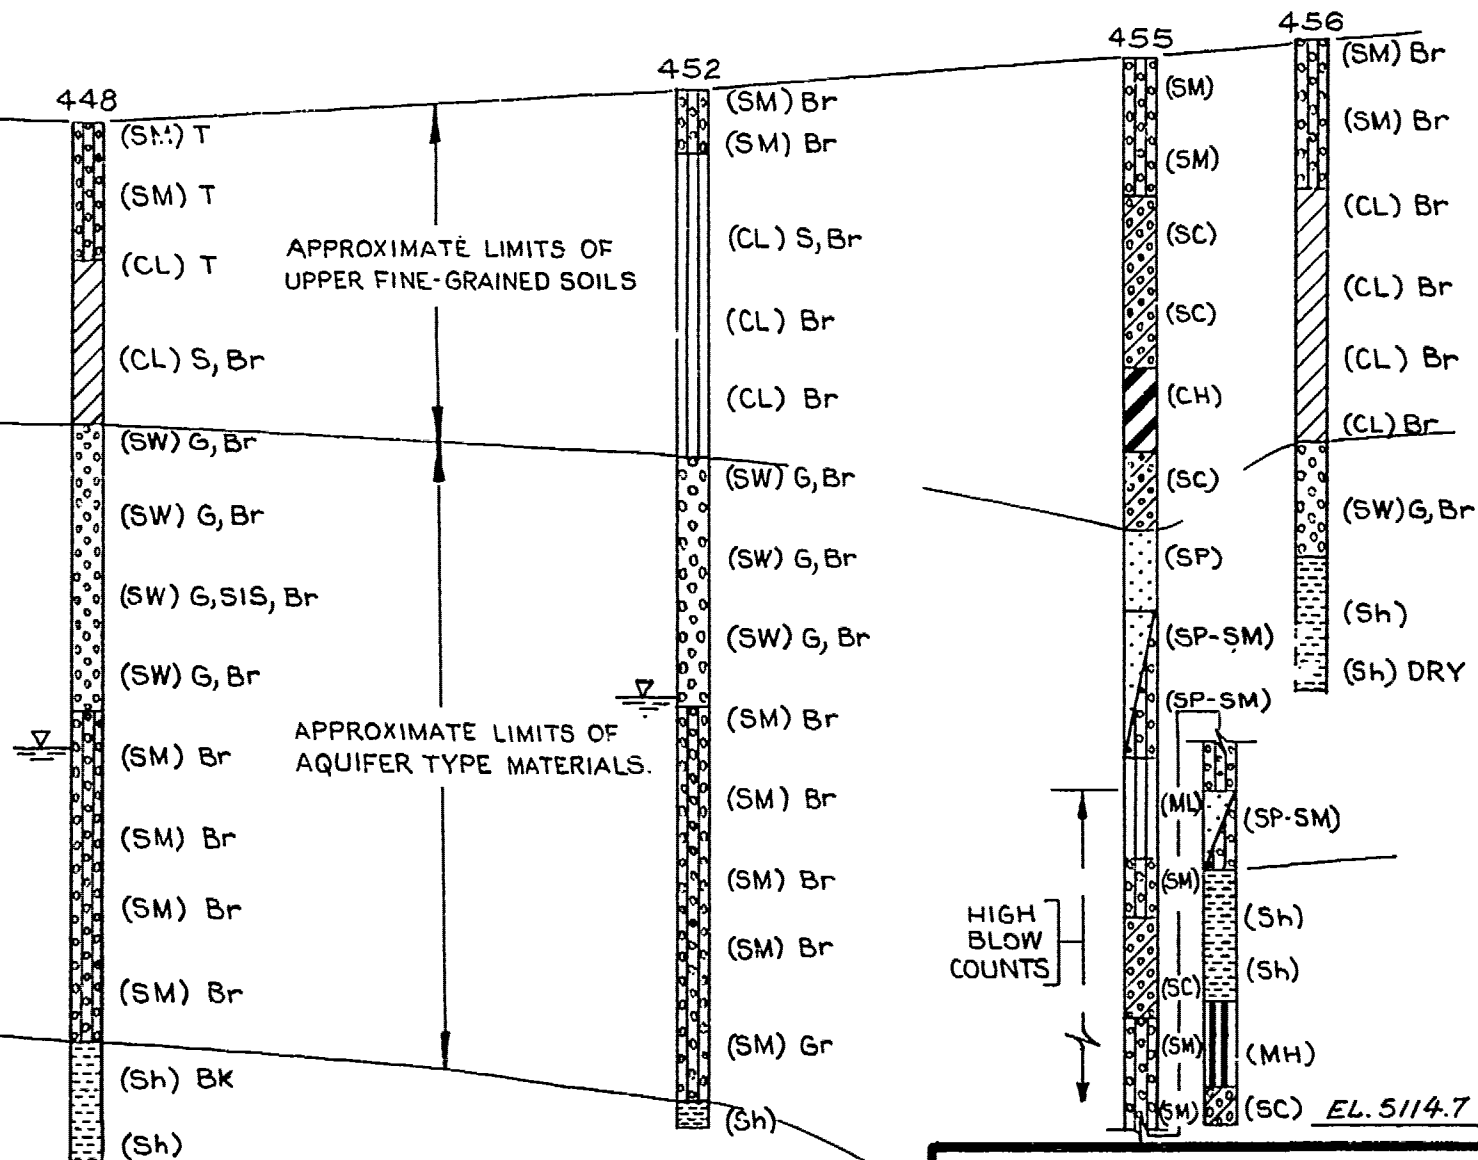 448
(SM) T
(SM) T
(CL) T
(CL) S, Br
(SW) G, Br
(SW) G, Br
(SW) G, SIS, Br
(SW) G, Br
(SM) Br
(SM) Br
(SM) Br
(SM) Br
(Sh) BK
(Sh)
APPROXIMATE LIMITS OF
UPPER FINE-GRAINED SOILS
APPROXIMATE LIMITS OF
AQUIFER TYPE MATERIALS.
452
(SM) Br
(SM) Br
(CL) S, Br
(CL) Br
(CL) Br
(SW) G, Br
(SW) G, Br
(SW) G, Br
(SM) Br
(SM) Br
(SM) Br
(SM) Br
(SM) Gr
(Sh)
HIGH
BLOW
COUNTS
455
(SM)
(SM)
(SC)
(SC)
(CH)
(SC)
(SP)
(SP-SM)
(SP-SM)
(ML)
(SM)
(SC)
(SM)
(SM)
(SP-SM)
(Sh)
(Sh)
(MH)
(SC) EL. 5114.7
456
(SM) Br
(SM) Br
(CL) Br
(CL) Br
(CL) Br
(CL) Br
(SW) G, Br
(Sh)
(Sh) DRY